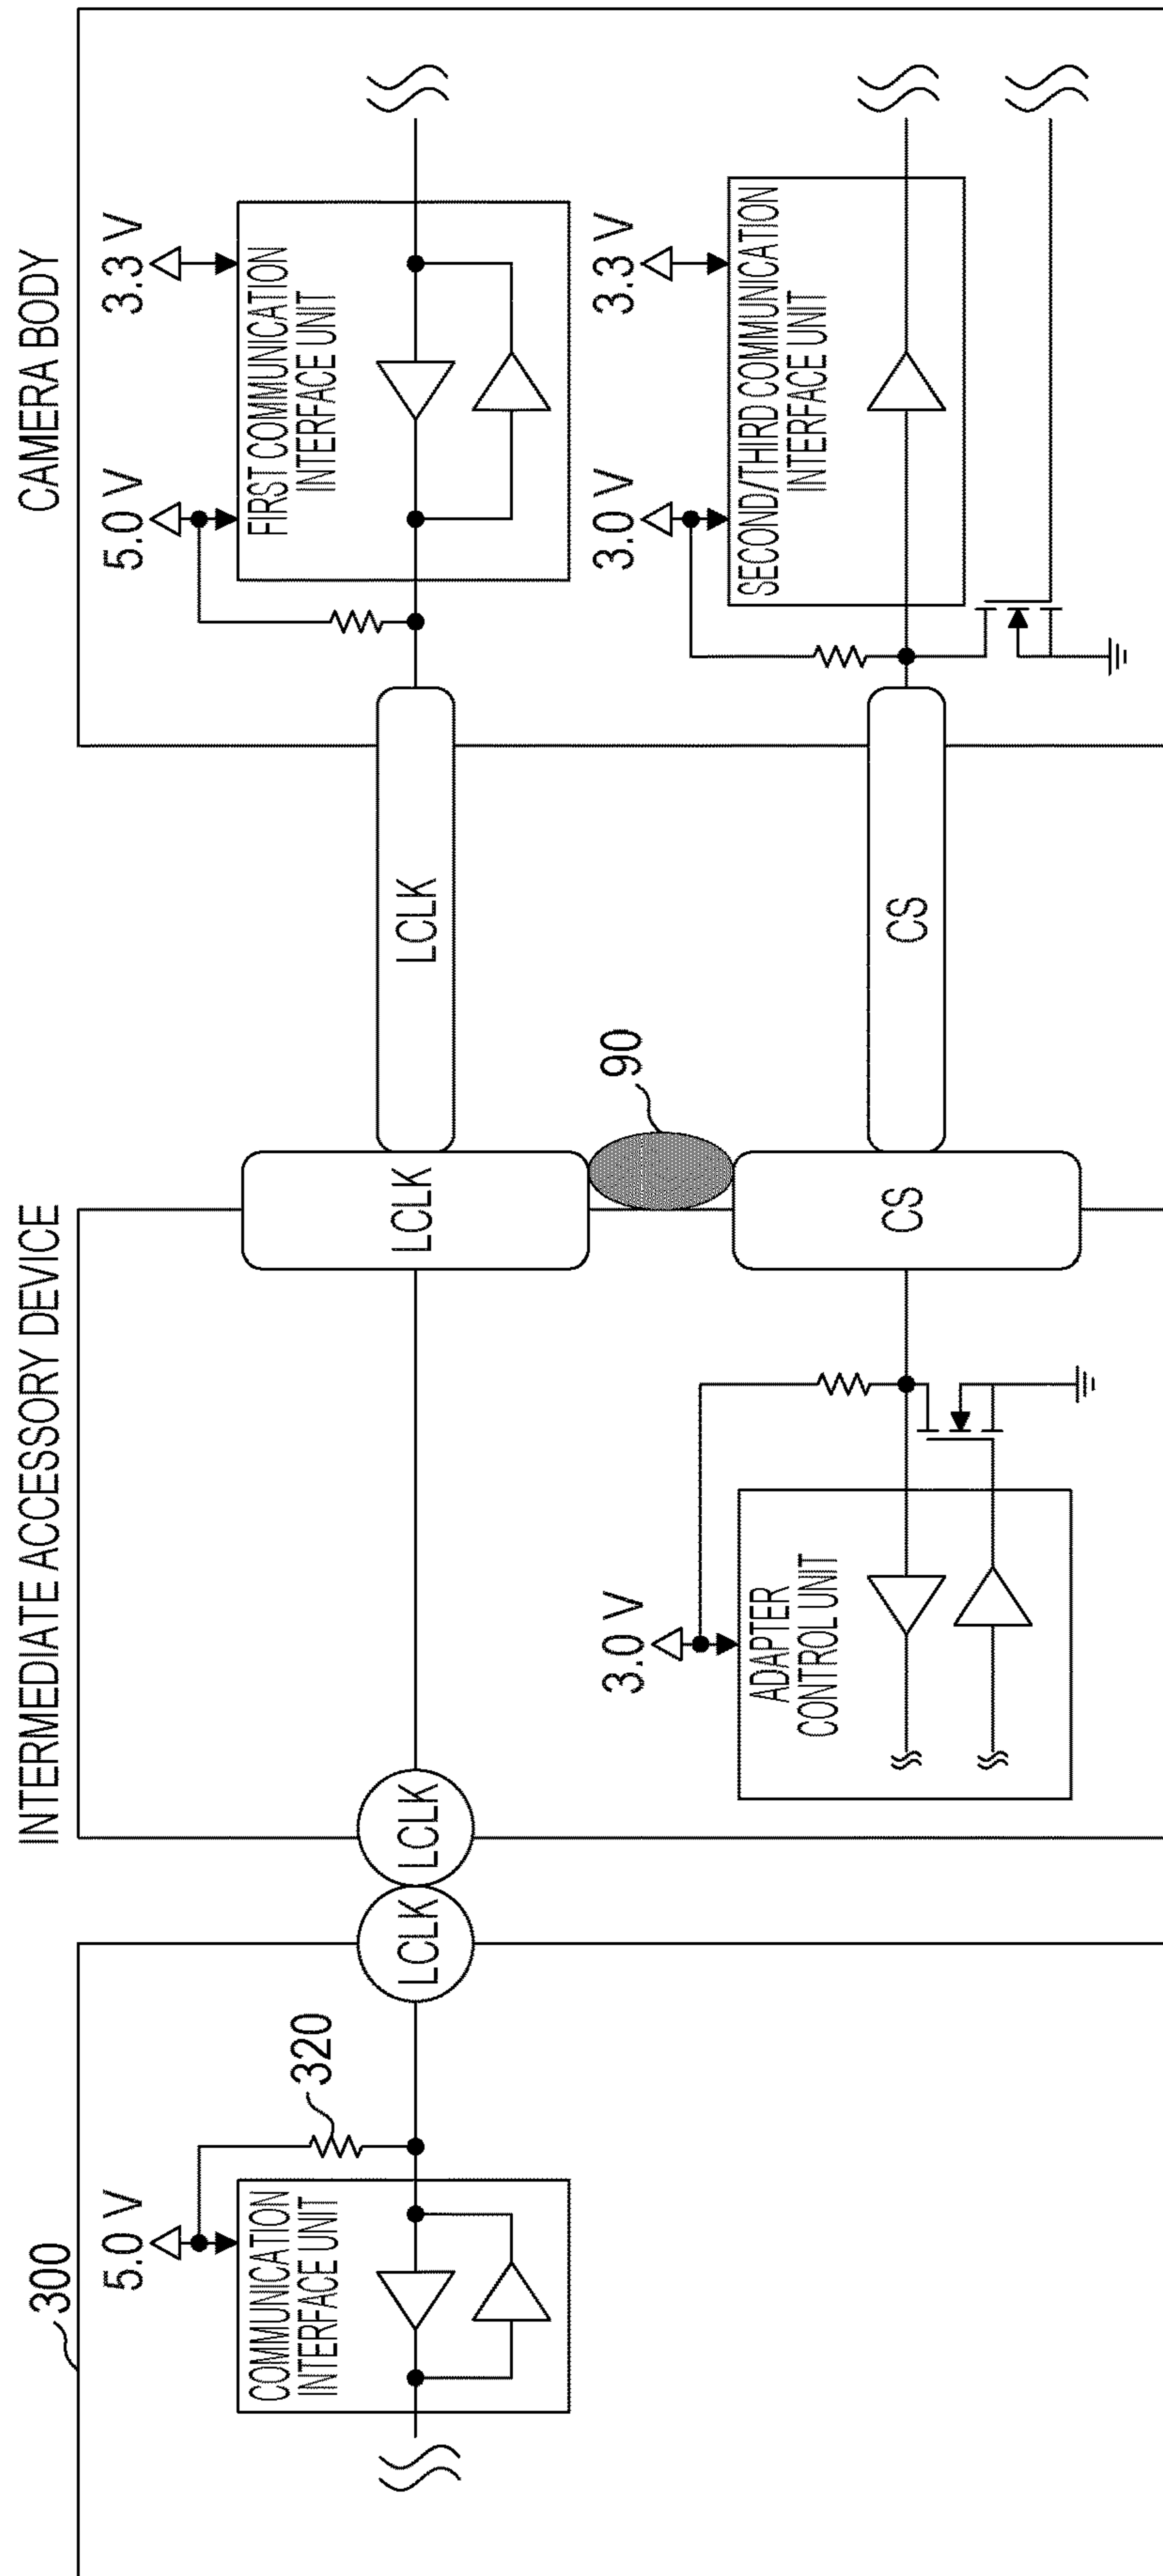 300
5.0 V
COMMUNICATION
INTERFACE UNIT
320
LCLK
INTERMEDIATE ACCESSORY DEVICE
LCLK
LCLK
3.0 V
ADAPTER
CONTROL UNIT
CS
90
LCLK
CS
CAMERA BODY
5.0 V
3.3 V
FIRST COMMUNICATION
INTERFACE UNIT
3.0 V
3.3 V
SECOND/THIRD COMMUNICATION
INTERFACE UNIT